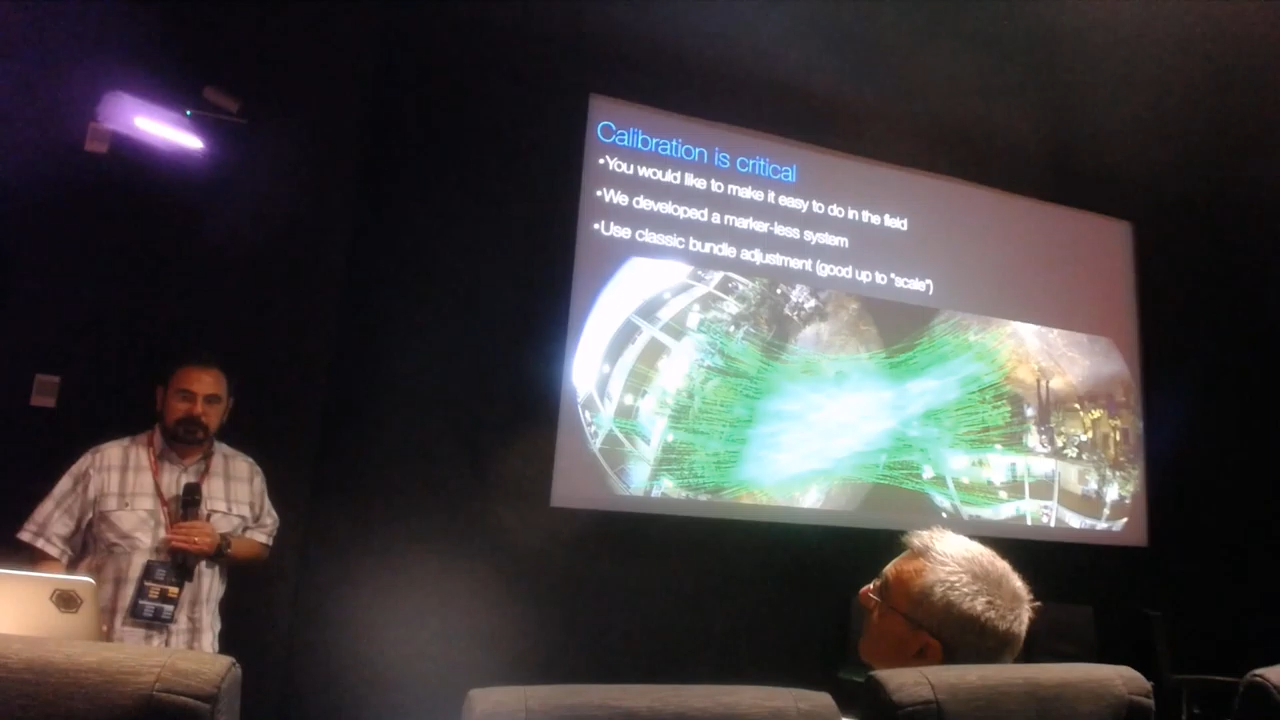 Calibration is critical
•You would like to make it easy to do in the field
•We developed a marker-less system
•Use classic bundle adjustment (good up to "scale")